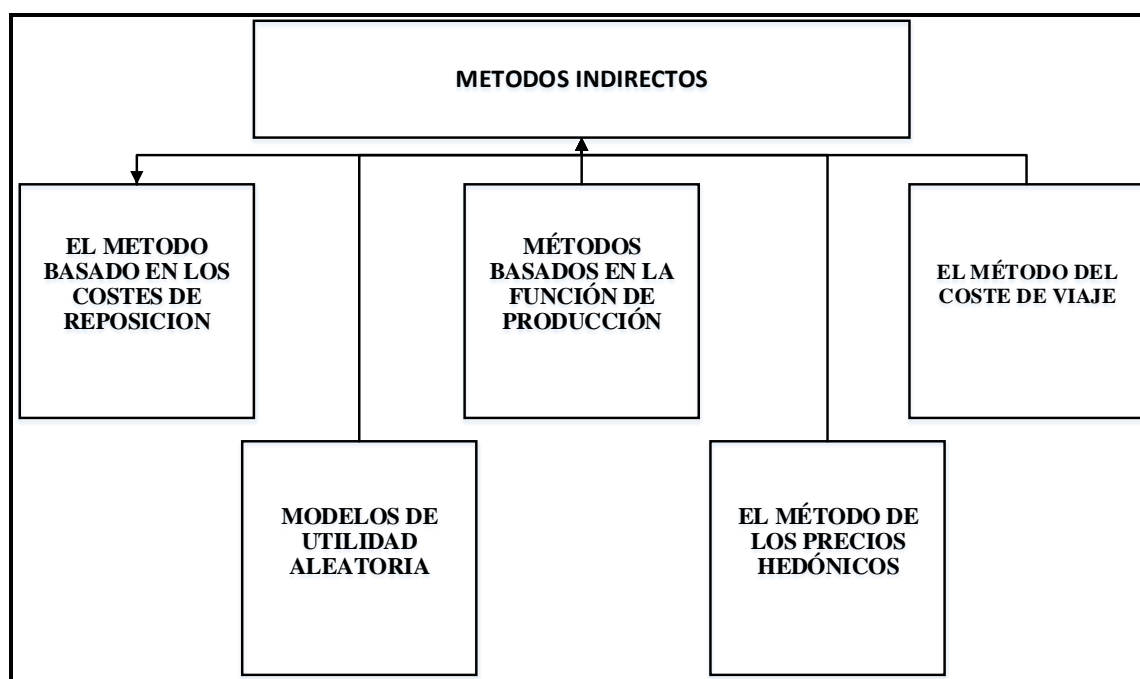 METODOS INDIRECTOS
EL METODO
BASADO EN LOS
COSTES DE
REPOSICION
MÉTODOS
BASADOS EN LA
FUNCIÓN DE
PRODUCCIÓN
EL MÉTODO DEL
COSTE DE VIAJE
MODELOS DE
UTILIDAD
ALEATORIA
EL MÉTODO DE
LOS PRECIOS
HEDÓNICOS